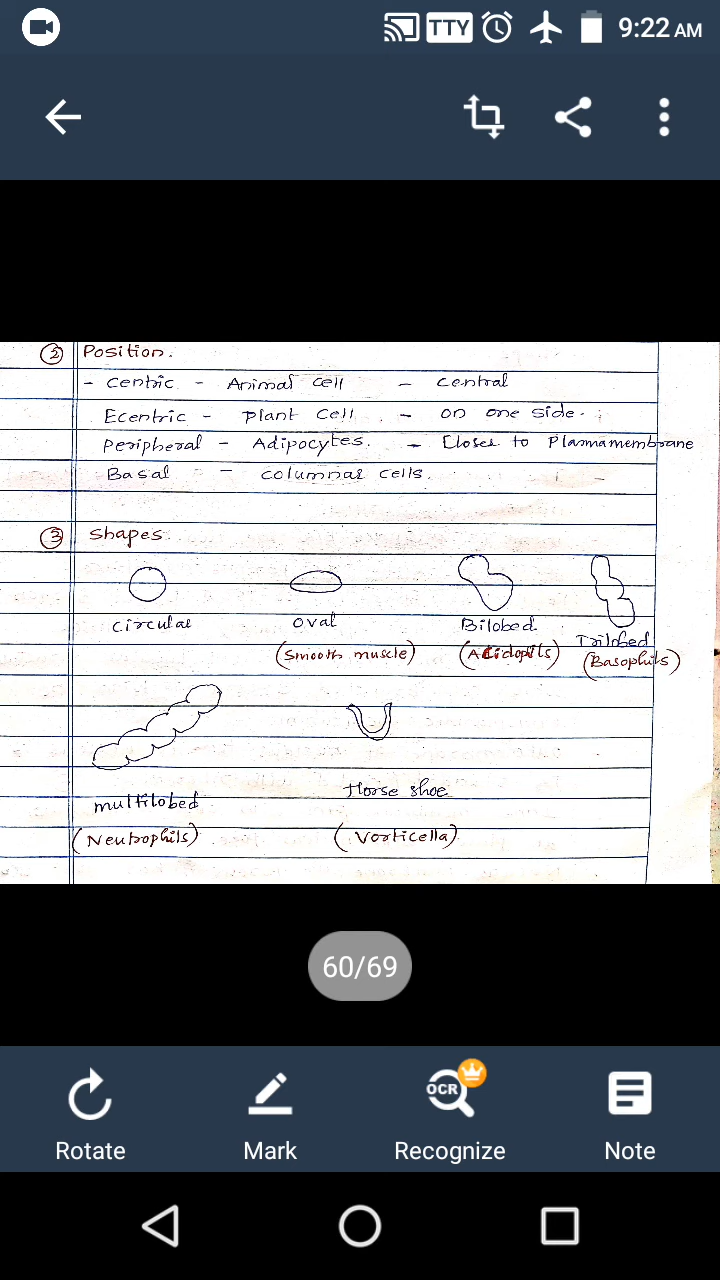 TTY 9:22 AM
② Position.
- Centric - Animal cell - Central
Ecentric - Plant Cell - on one side.
Peripheral - Adipocytes. - Closer to Plasmamembrane
Basal - columnar cells.
③ Shapes
circular oval Bilobed Trilobed
(Smooth muscle) (Acidopils) (Basophils)
multilobed Horse shoe
(Neutrophils) (Vorticella)
60/69
OCR
Rotate Mark Recognize Note